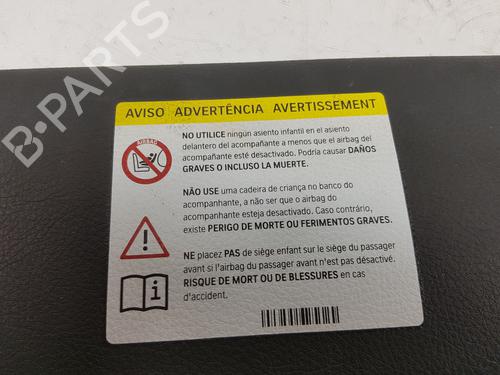 B-PARTS
AVISO ADVERTÊNCIA AVERTISSEMENT
AIRBAG
NO UTILICE ningún asiento infantil en el asiento
delantero del acompañante a menos que el airbag del
acompañante esté desactivado. Podría causar DAÑOS
GRAVES O INCLUSO LA MUERTE.
NÃO USE uma cadeira de criança no banco do
acompanhante, a não ser que o airbag do
acompanhante esteja desactivado. Caso contrário,
existe PERIGO DE MORTE OU FERIMENTOS GRAVES.
NE placez PAS de siège enfant sur le siège du passager
avant si l'airbag du passager avant n'est pas désactivé.
RISQUE DE MORT OU DE BLESSURES en cas
d'accident.